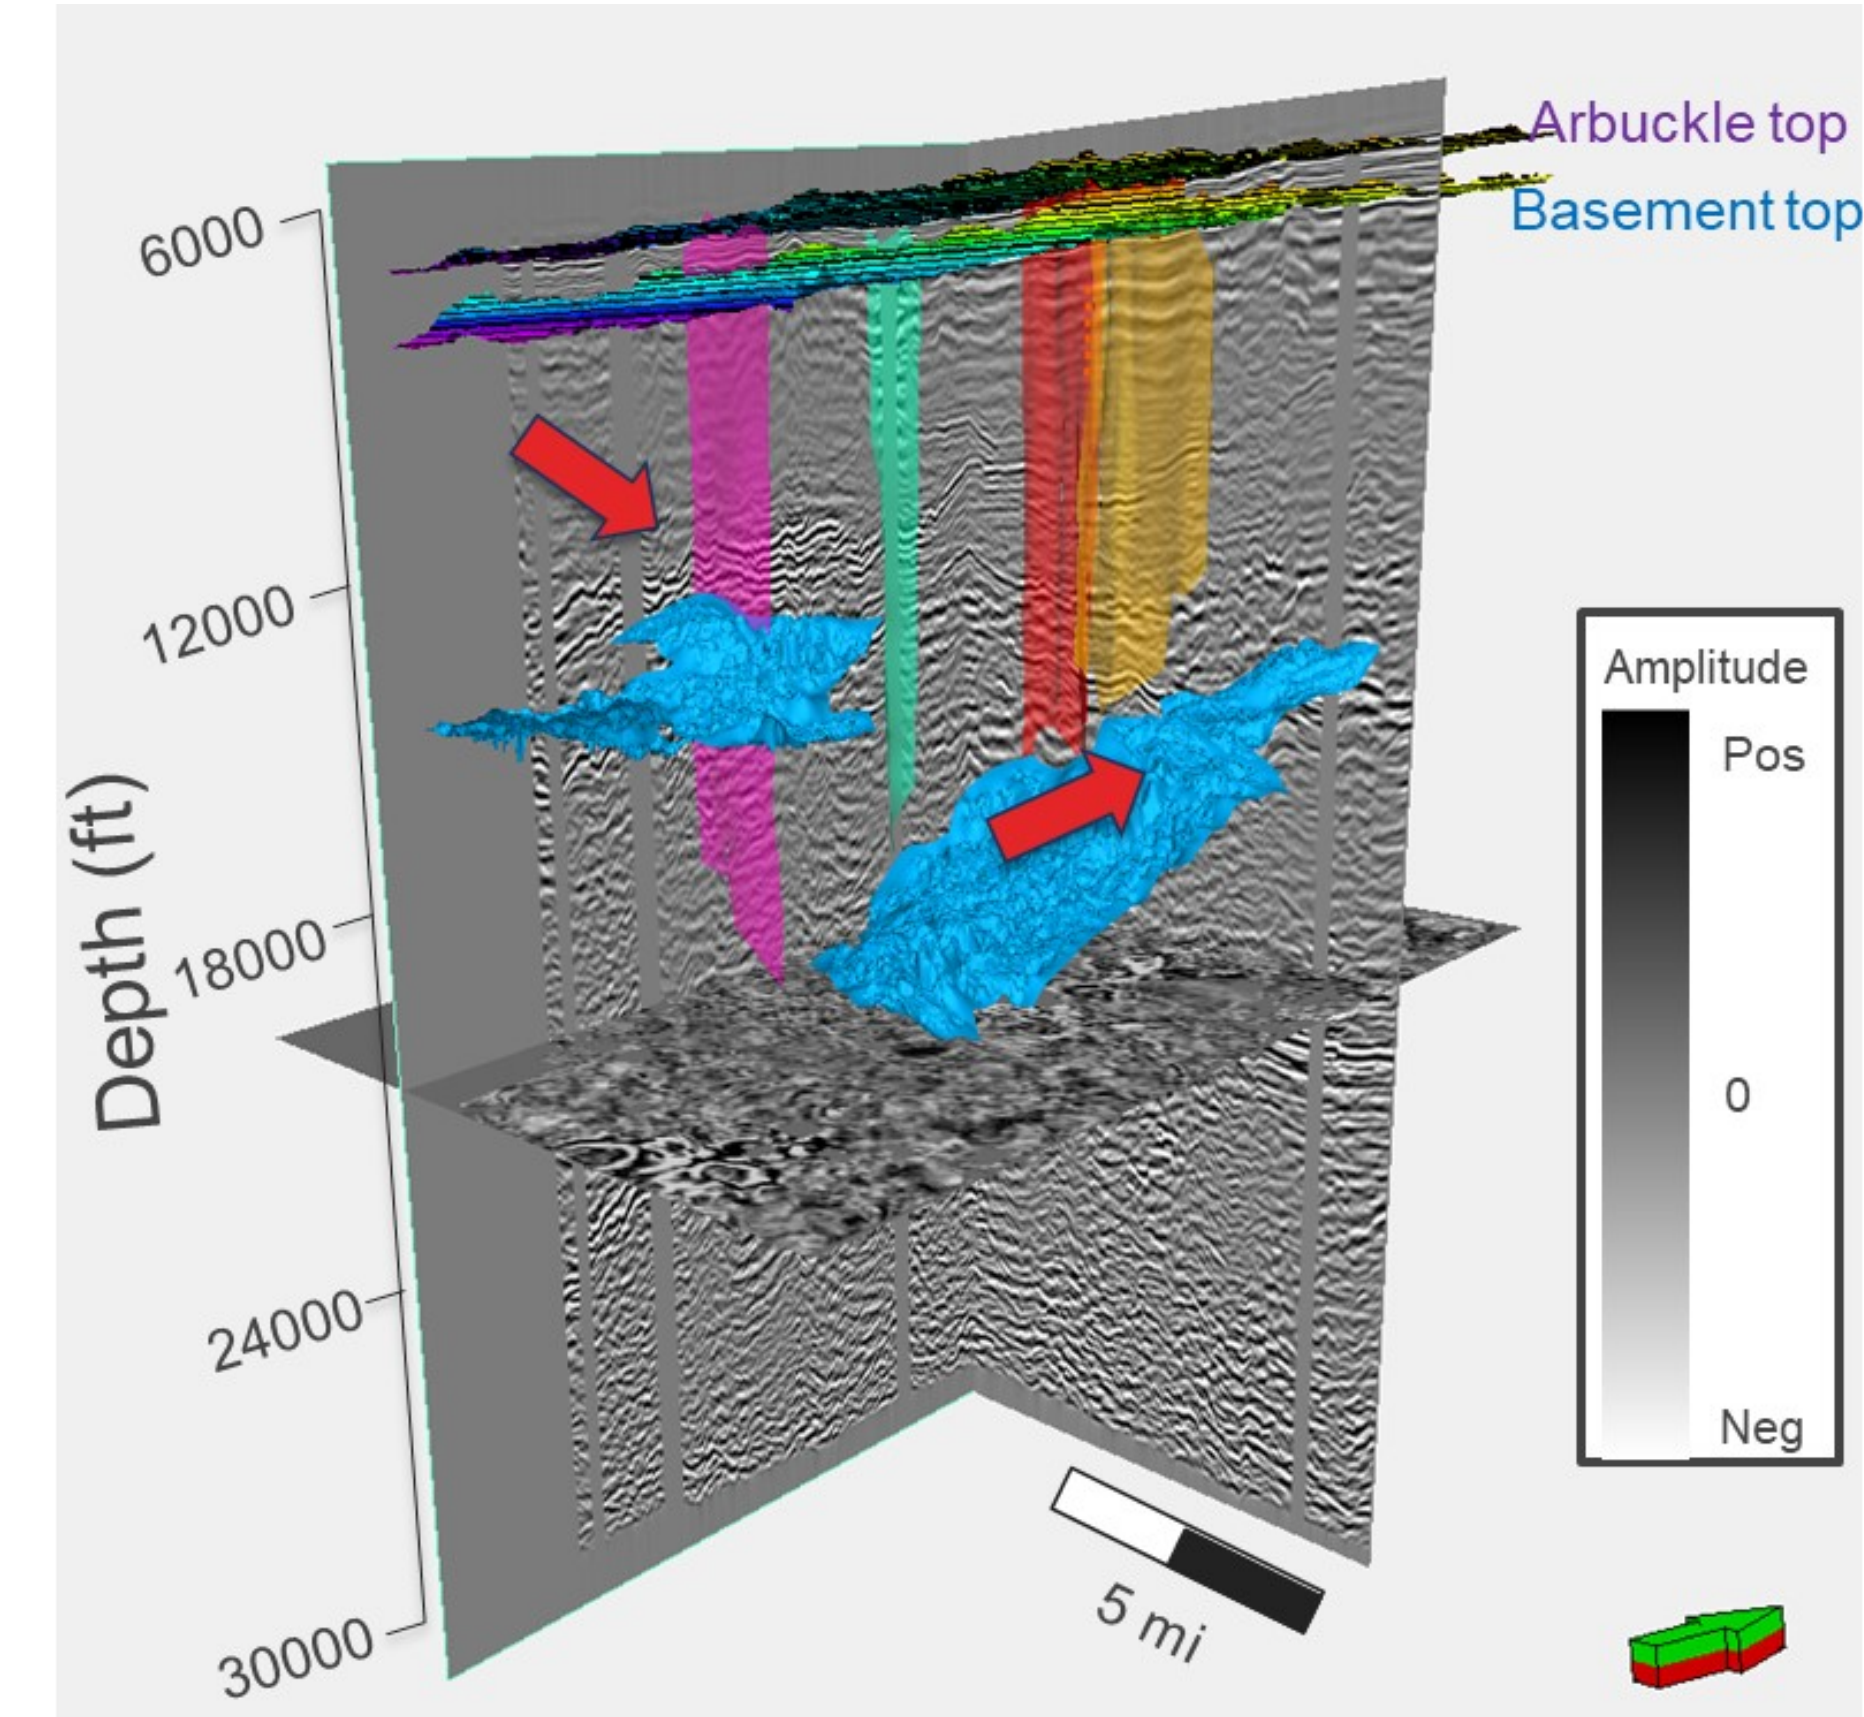 Arbuckle top
Basement top
6000
12000
18000
24000
30000
Depth (ft)
Amplitude
Pos
0
Neg
5 mi